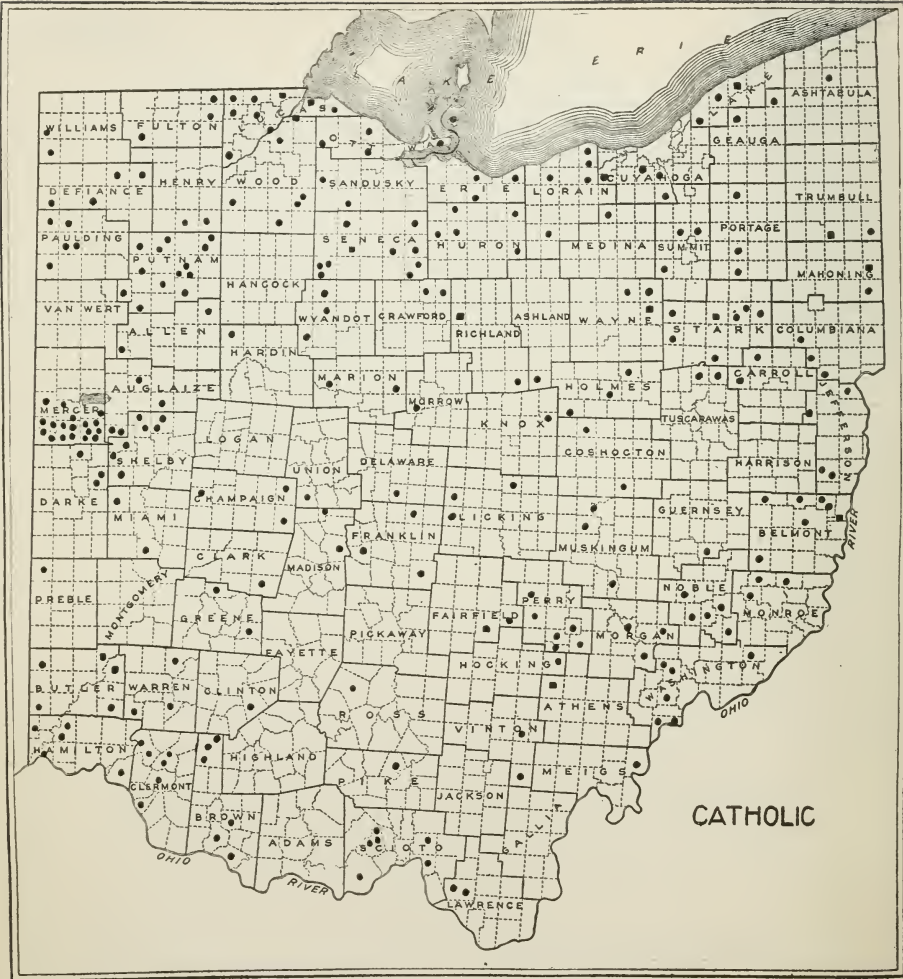 LAKE ERIE
LAKE
ASHTABULA
LUCAS
OTTAWA
WILLIAMS
FULTON
GEAUGA
DEFIANCE
HENRY
WOOD
SANDUSKY
ERIE
LORAIN
CUYAHOGA
TRUMBULL
PAULDING
PUTNAM
SENECA
HURON
MEDINA
SUMMIT
PORTAGE
HANCOCK
MAHONING
VAN WERT
ALLEN
WYANDOT
CRAWFORD
RICHLAND
ASHLAND
WAYNE
STARK
COLUMBIANA
HARDIN
AUGLAIZE
MARION
MORROW
HOLMES
CARROLL
JEFFERSON
MERCER
LOGAN
UNION
DELAWARE
KNOX
TUSCARAWAS
COSHOCTON
HARRISON
SHELBY
DARKE
MIAMI
CHAMPAIGN
LICKING
GUERNSEY
BELMONT
RIVER
CLARK
FRANKLIN
MUSKINGUM
MADISON
PREBLE
MONTGOMERY
GREENE
FAYETTE
PICKAWAY
FAIRFIELD
PERRY
MORGAN
NOBLE
MONROE
HOCKING
WASHINGTON
OHIO
BUTLER
WARREN
CLINTON
ROSS
ATHENS
VINTON
HAMILTON
CLERMONT
HIGHLAND
PIKE
JACKSON
MEIGS
BROWN
ADAMS
SCIOTO
GALLIA
CATHOLIC
OHIO
RIVER
LAWRENCE